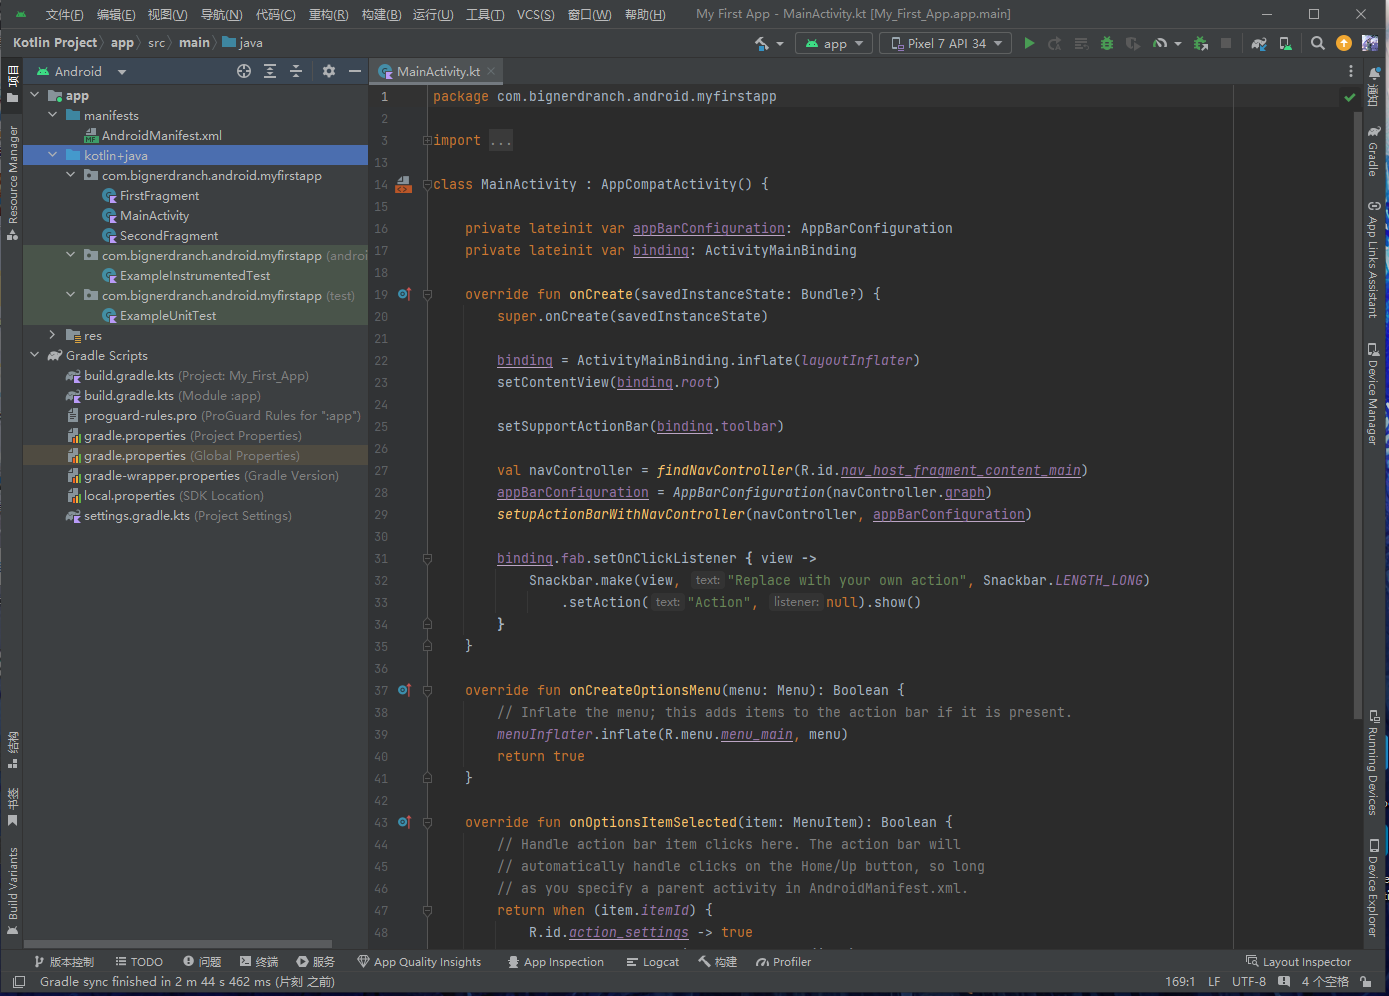 文件(F) 编辑(E) 视图(V) 导航(N) 代码(C) 重构(R) 构建(B) 运行(U) 工具(T) VCS(S) 窗口(W) 帮助(H) My First App - MainActivity.kt [My_First_App.app.main]
Kotlin Project app src main java app Pixel 7 API 34
项目
Resource Manager
结构
书签
Build Variants
Android
app
manifests
AndroidManifest.xml
kotlin+java
com.bignerdranch.android.myfirstapp
FirstFragment
MainActivity
SecondFragment
com.bignerdranch.android.myfirstapp (androi
ExampleInstrumentedTest
com.bignerdranch.android.myfirstapp (test)
ExampleUnitTest
res
Gradle Scripts
build.gradle.kts (Project: My_First_App)
build.gradle.kts (Module :app)
proguard-rules.pro (ProGuard Rules for ":app")
gradle.properties (Project Properties)
gradle.properties (Global Properties)
gradle-wrapper.properties (Gradle Version)
local.properties (SDK Location)
settings.gradle.kts (Project Settings)
MainActivity.kt
1 package com.bignerdranch.android.myfirstapp
2
3 import ...
13
14 class MainActivity : AppCompatActivity() {
15
16 private lateinit var appBarConfiguration: AppBarConfiguration
17 private lateinit var binding: ActivityMainBinding
18
19 override fun onCreate(savedInstanceState: Bundle?) {
20 super.onCreate(savedInstanceState)
21
22 binding = ActivityMainBinding.inflate(layoutInflater)
23 setContentView(binding.root)
24
25 setSupportActionBar(binding.toolbar)
26
27 val navController = findNavController(R.id.nav_host_fragment_content_main)
28 appBarConfiguration = AppBarConfiguration(navController.graph)
29 setupActionBarWithNavController(navController, appBarConfiguration)
30
31 binding.fab.setOnClickListener { view ->
32 Snackbar.make(view, text: "Replace with your own action", Snackbar.LENGTH_LONG)
33 .setAction( text: "Action", listener: null).show()
34 }
35 }
36
37 override fun onCreateOptionsMenu(menu: Menu): Boolean {
38 // Inflate the menu; this adds items to the action bar if it is present.
39 menuInflater.inflate(R.menu.menu_main, menu)
40 return true
41 }
42
43 override fun onOptionsItemSelected(item: MenuItem): Boolean {
44 // Handle action bar item clicks here. The action bar will
45 // automatically handle clicks on the Home/Up button, so long
46 // as you specify a parent activity in AndroidManifest.xml.
47 return when (item.itemId) {
48 R.id.action_settings -> true
通知
Gradle
App Links Assistant
Device Manager
Running Devices
Device Explorer
版本控制 TODO 问题 终端 服务 App Quality Insights App Inspection Logcat 构建 Profiler Layout Inspector
Gradle sync finished in 2 m 44 s 462 ms (片刻 之前) 169:1 LF UTF-8 4 个空格